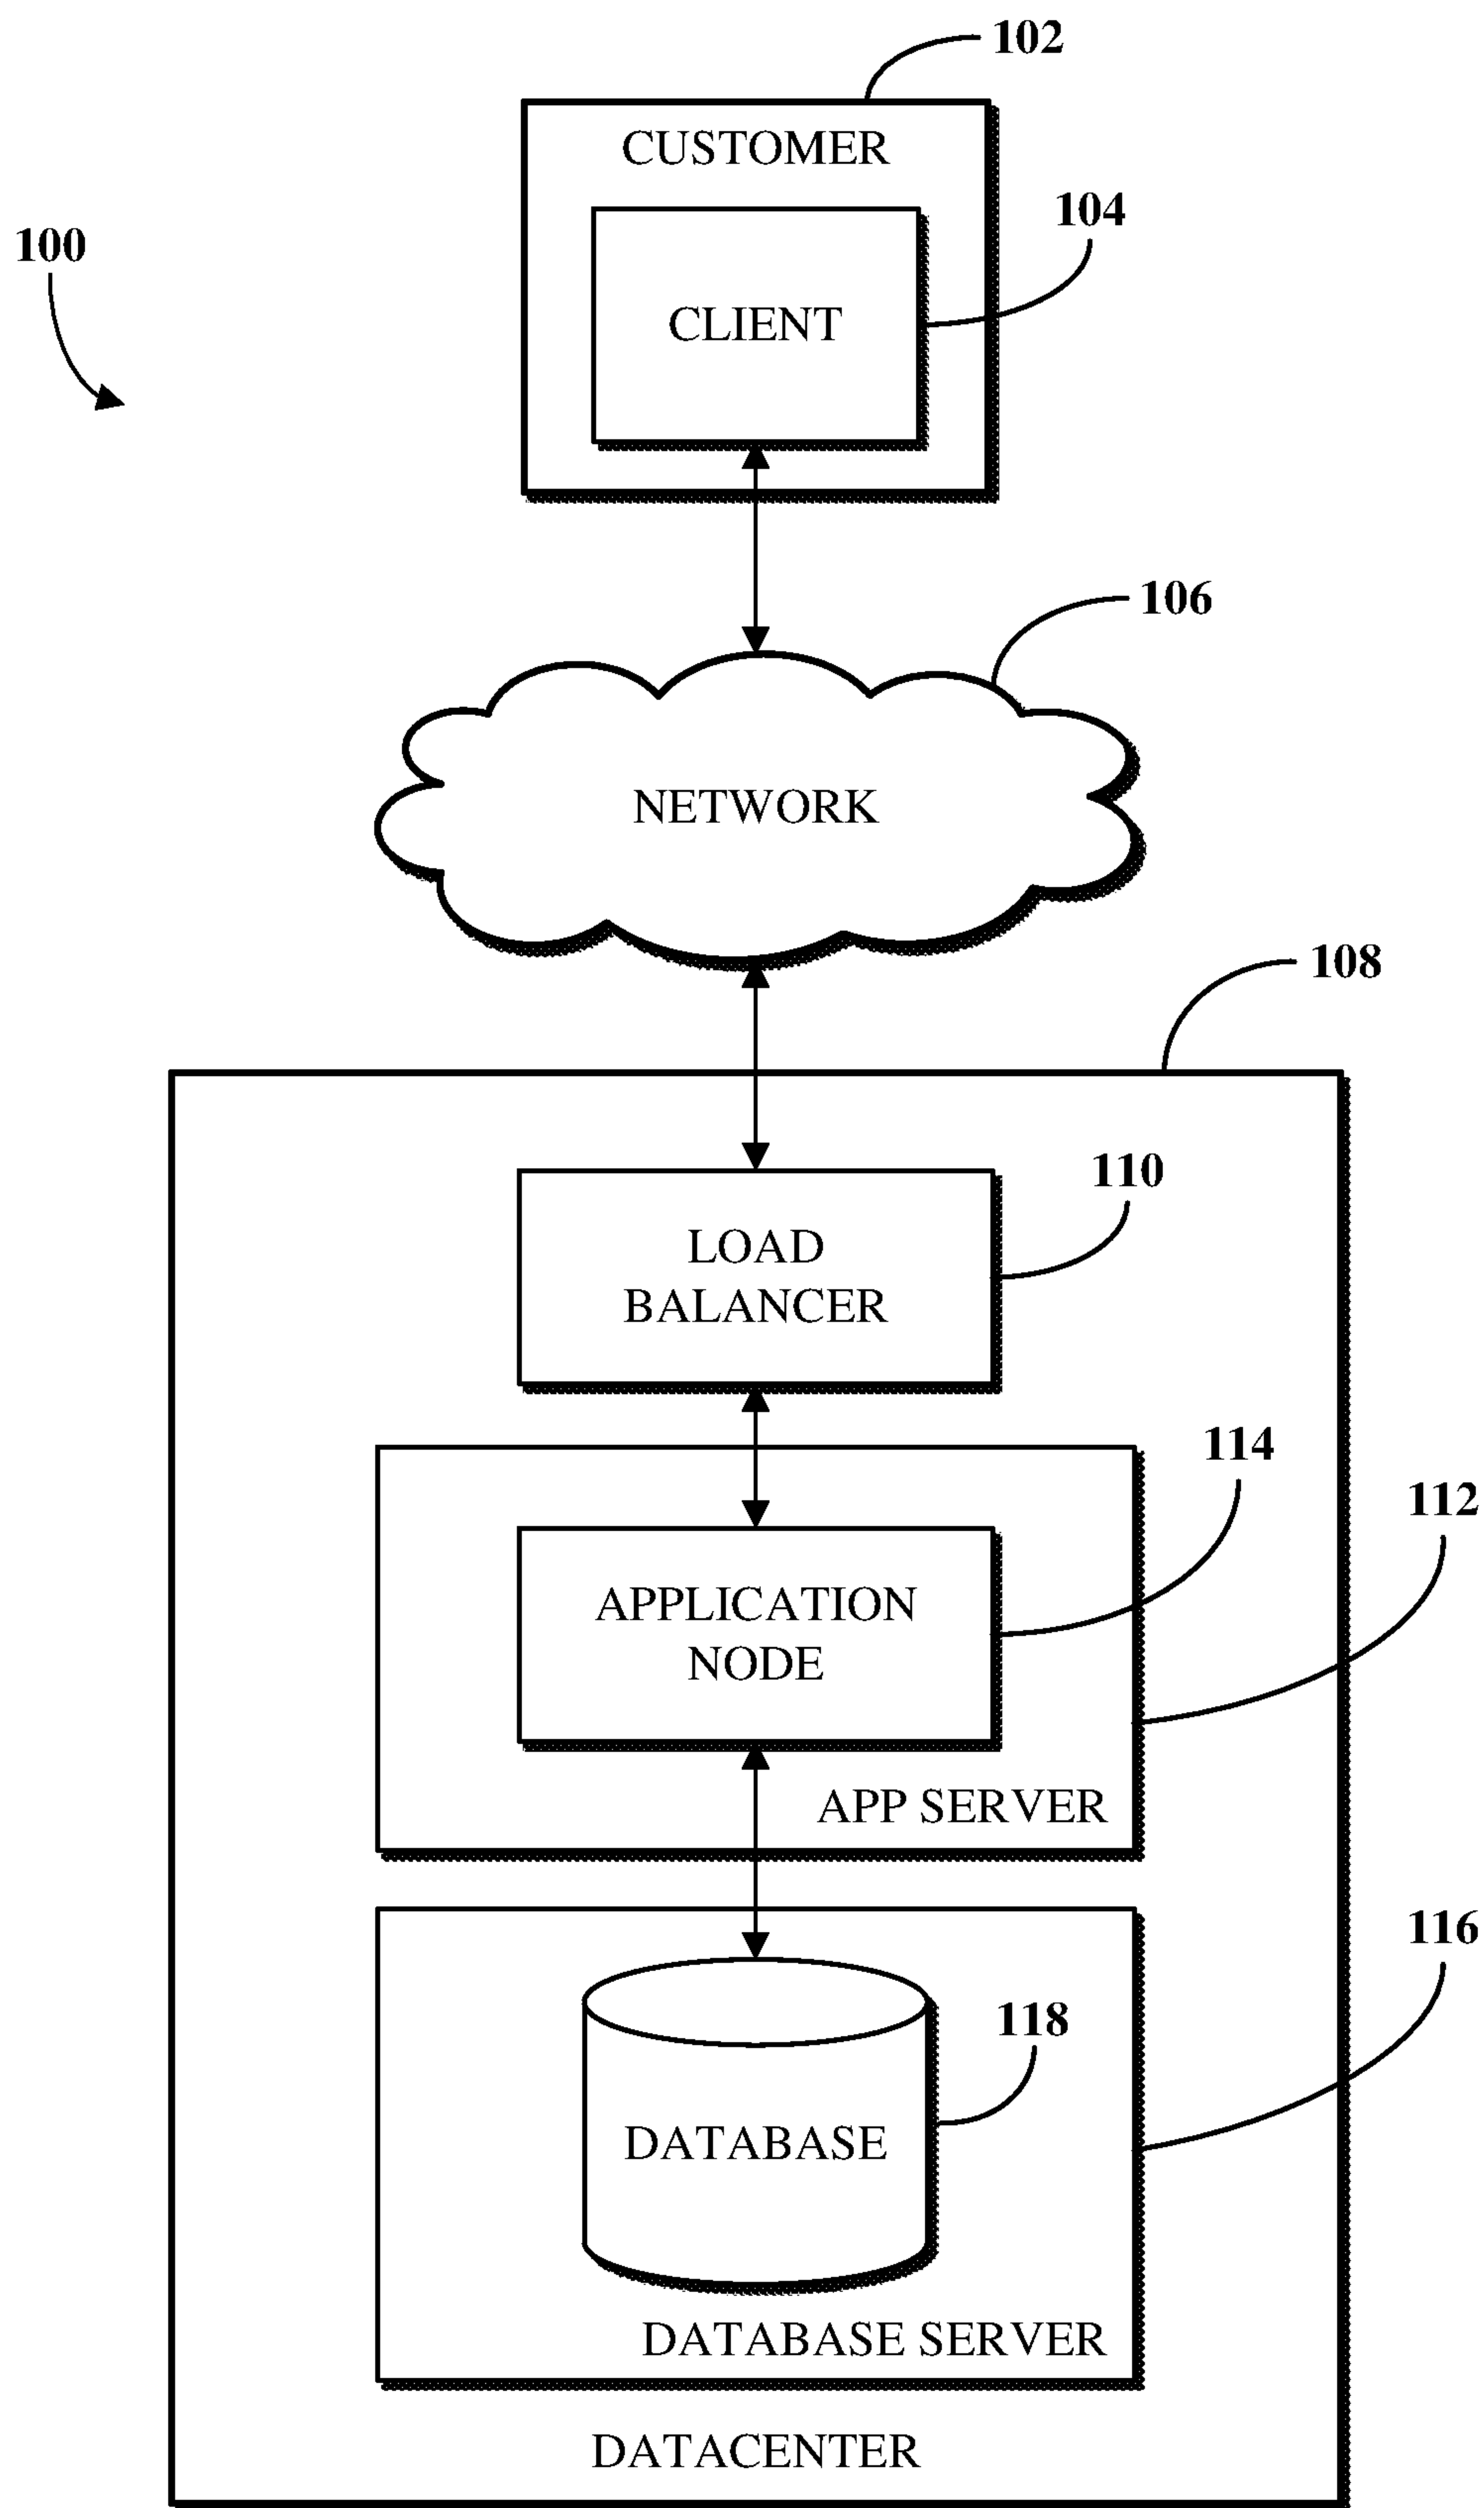 102
CUSTOMER
104
100
CLIENT
106
NETWORK
108
110
LOAD
BALANCER
114
112
APPLICATION
NODE
APP SERVER
116
118
DATABASE
DATABASE SERVER
DATACENTER